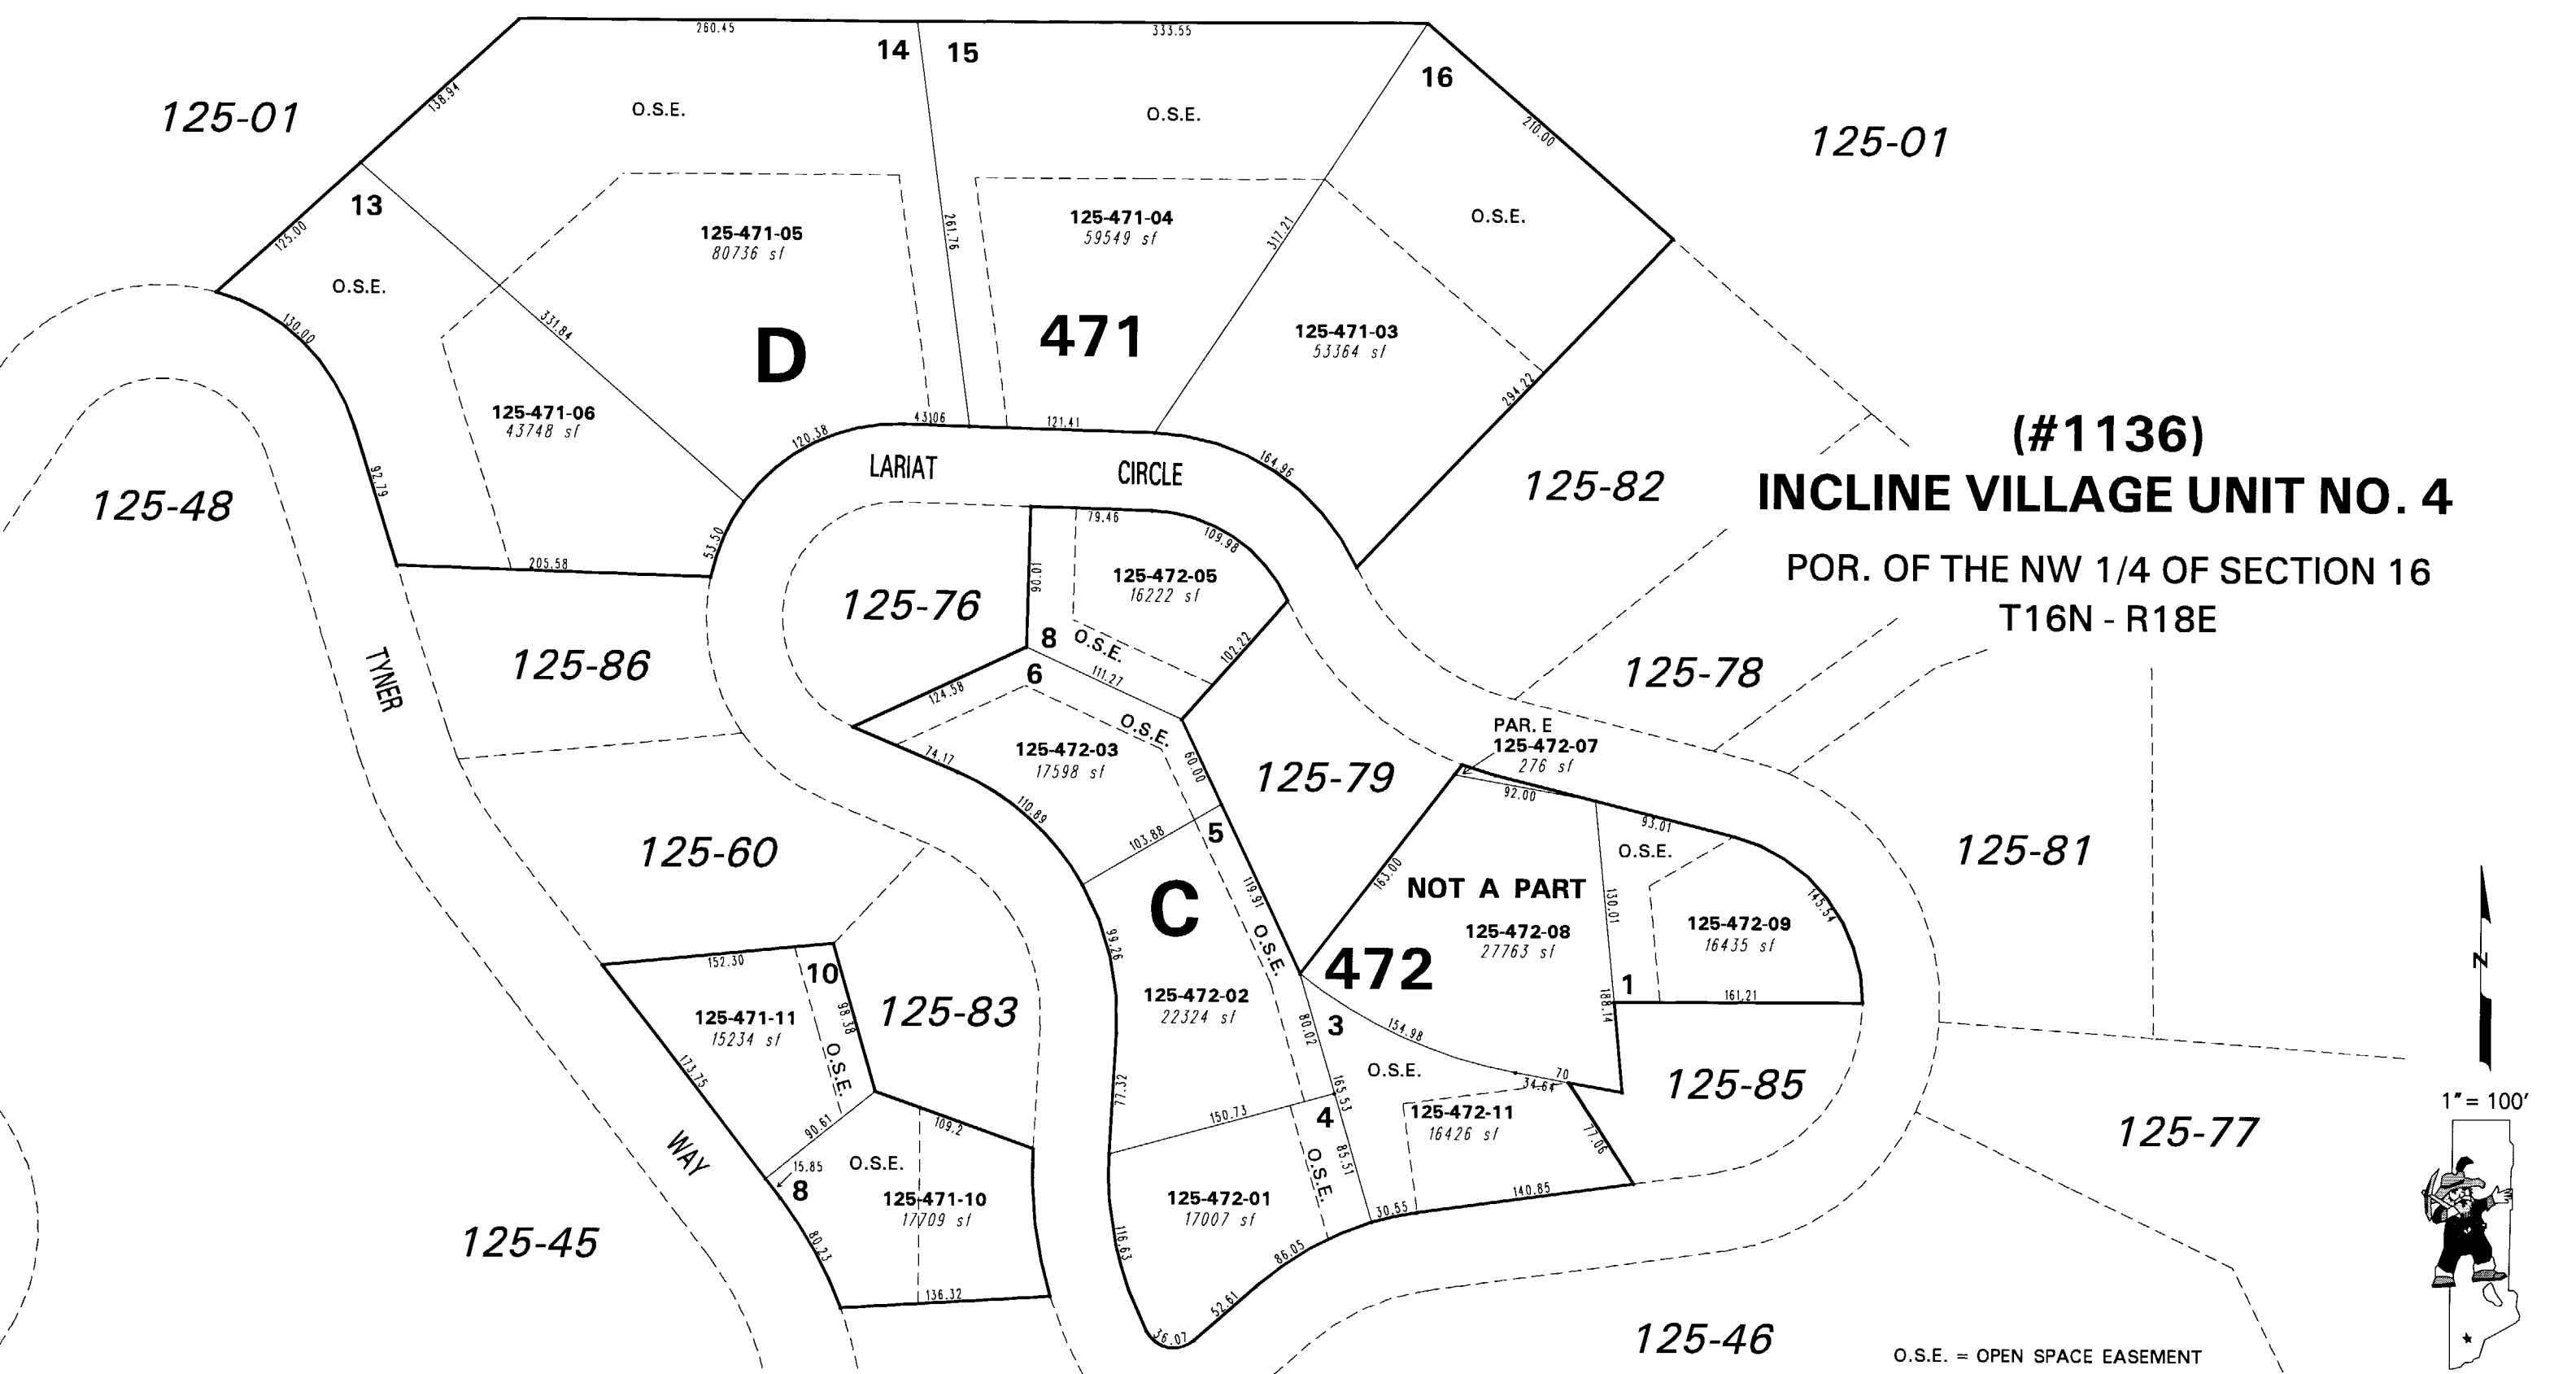 260.45
333.55
14
15
16
138.94
210.00
125-01
O.S.E.
O.S.E.
125-01
13
O.S.E.
125.00
125-471-05
80736 sf
261.76
125-471-04
59549 sf
317.21
O.S.E.
130.00
331.84
D
471
125-471-03
53364 sf
294.22
125-471-06
43748 sf
92.79
120.38
43.06
121.41
164.96
LARIAT CIRCLE
125-48
125-82
(#1136)
INCLINE VILLAGE UNIT NO. 4
POR. OF THE NW 1/4 OF SECTION 16
T16N - R18E
205.58
53.50
79.46
109.98
90.01
125-472-05
16222 sf
125-76
8
O.S.E.
102.22
125-86
TYNER
6
111.27
124.58
125-78
O.S.E.
PAR. E
125-472-07
276 sf
74.17
125-472-03
17598 sf
60.00
125-79
92.00
110.89
103.88
5
93.01
O.S.E.
125-60
125-81
163.00
119.91
NOT A PART
C
130.01
145.54
125-472-08
27763 sf
125-472-09
16435 sf
99.26
O.S.E.
472
152.30
10
1
161.21
125-472-02
22324 sf
188.14
98.38
125-83
125-471-11
15234 sf
80.02
3
154.98
O.S.E.
O.S.E.
173.75
77.32
165.53
70
34.64
125-85
150.73
4
125-472-11
16426 sf
77.06
90.61
109.2
85.51
N
1"= 100'
125-77
WAY
15.85
O.S.E.
8
125-471-10
17709 sf
125-472-01
17007 sf
O.S.E.
140.85
30.55
80.23
116.63
86.05
125-45
136.32
52.61
36.07
125-46
O.S.E. = OPEN SPACE EASEMENT